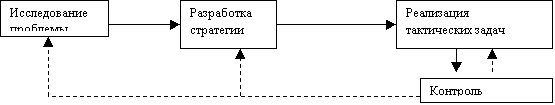 Исследование
проблемы
Разработка
стратегии
Реализация
тактических задач
Контроль